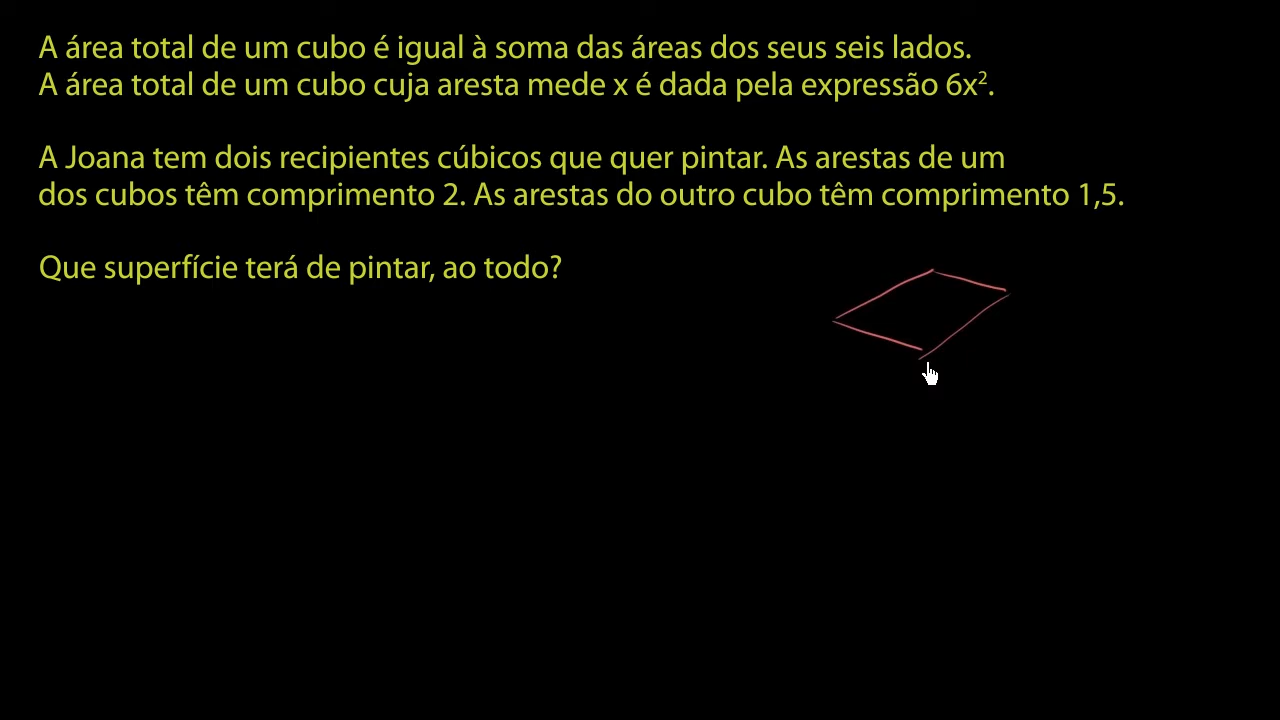 A área total de um cubo é igual à soma das áreas dos seus seis lados.
A área total de um cubo cuja aresta mede x é dada pela expressão 6x².
A Joana tem dois recipientes cúbicos que quer pintar. As arestas de um
dos cubos têm comprimento 2. As arestas do outro cubo têm comprimento 1,5.
Que superfície terá de pintar, ao todo?